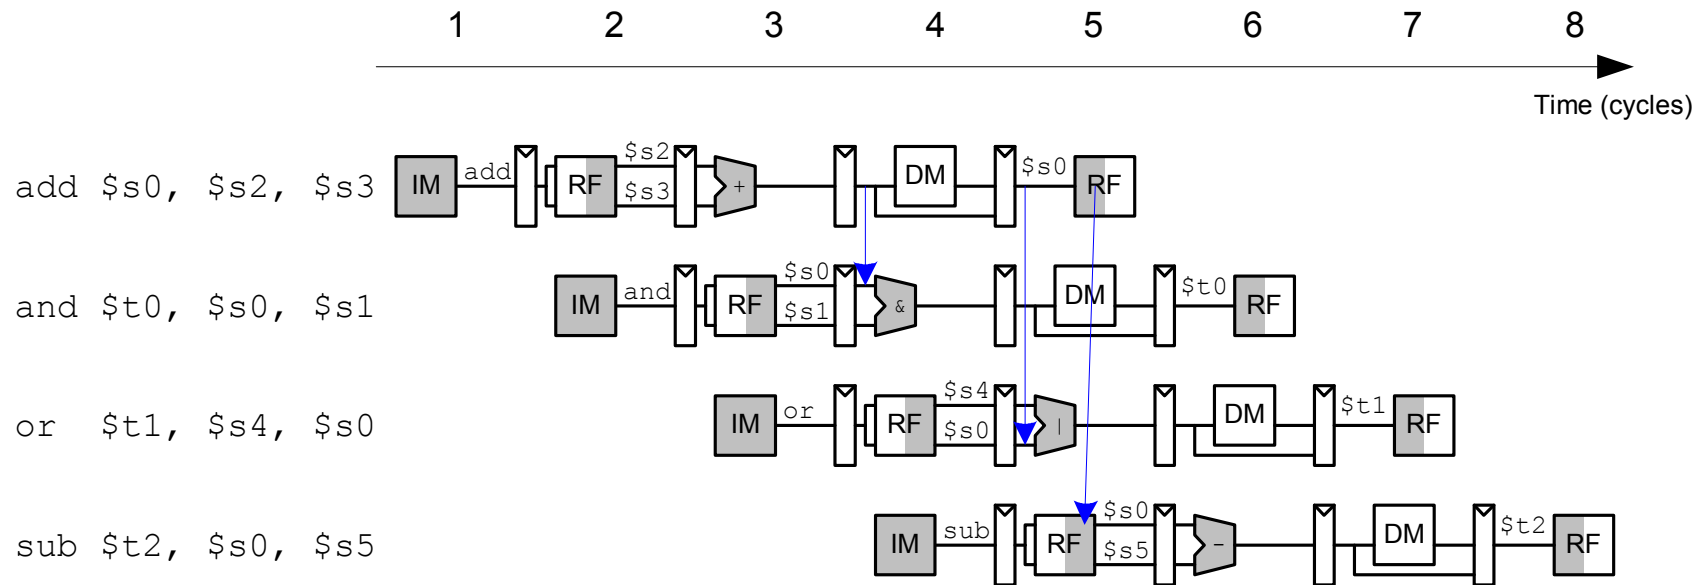 1 2 3 4 5 6 7 8
Time (cycles)
add $s0, $s2, $s3 IM add RF $s2 $s3 + DM $s0 RF
and $t0, $s0, $s1 IM and RF $s0 $s1 & DM $t0 RF
or $t1, $s4, $s0 IM or RF $s4 $s0 | DM $t1 RF
sub $t2, $s0, $s5 IM sub RF $s0 $s5 - DM $t2 RF